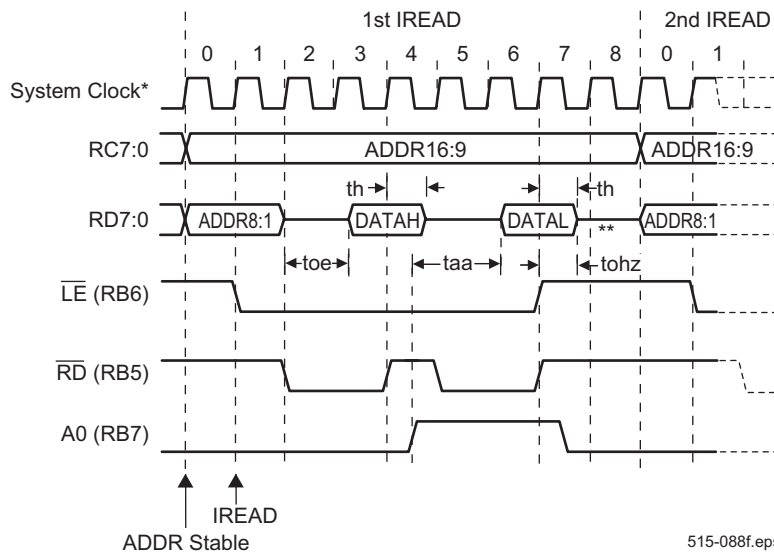 1st IREAD 2nd IREAD
0 1 2 3 4 5 6 7 8 0 1
System Clock*
RC7:0 ADDR16:9 ADDR16:9
th th
RD7:0 ADDR8:1 DATAH DATAL ** ADDR8:1
toe taa tohz
LE (RB6)
RD (RB5)
A0 (RB7)
IREAD
ADDR Stable
515-088f.eps